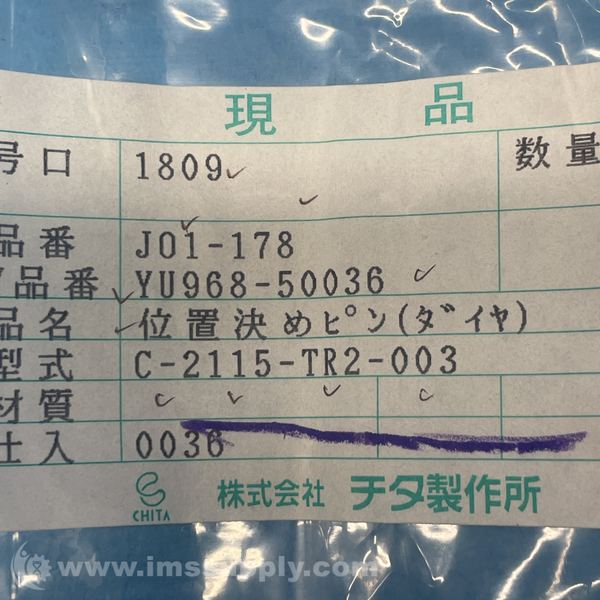 現品
号口 1809 数量
品番 J01-178
品番 YU968-50036
品名 位置決めピン(ダイヤ)
型式 C-2115-TR2-003
材質
仕入 0036
CHITA 株式会社 チタ製作所
www.imssupply.com